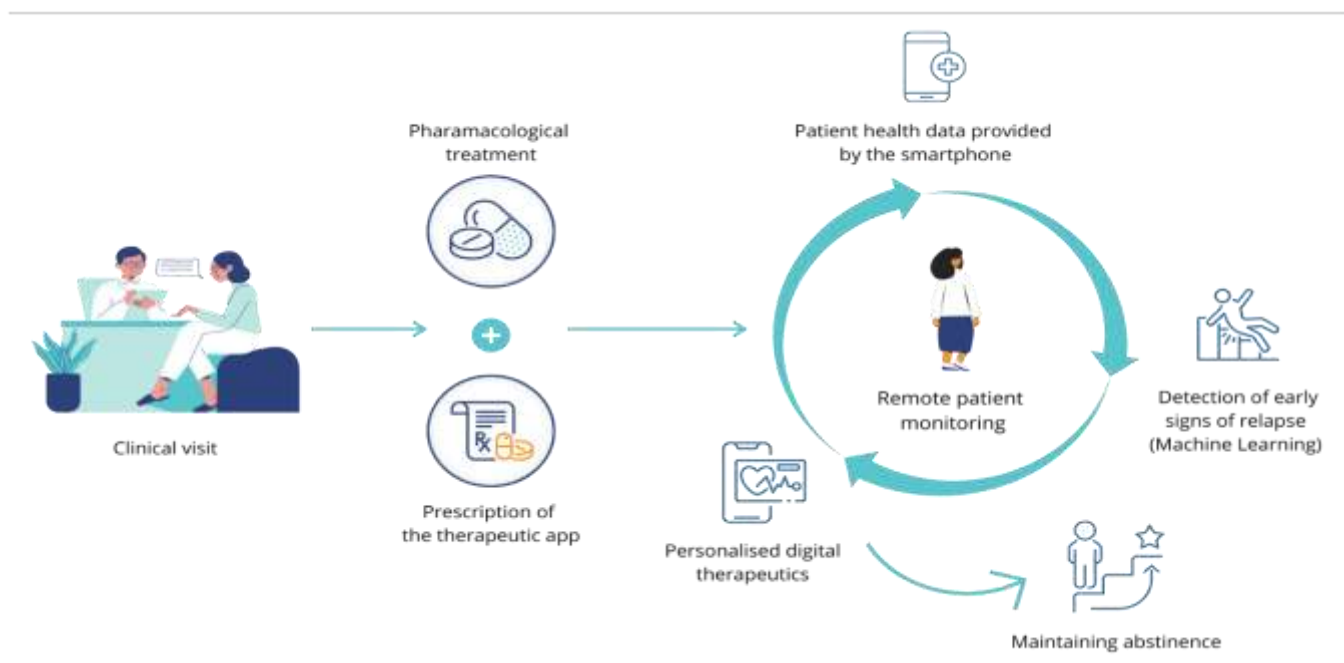 Clinical visit
Pharamacological
treatment
Rx
Prescription of
the therapeutic app
Patient health data provided
by the smartphone
Remote patient
monitoring
Detection of early
signs of relapse
(Machine Learning)
Personalised digital
therapeutics
Maintaining abstinence